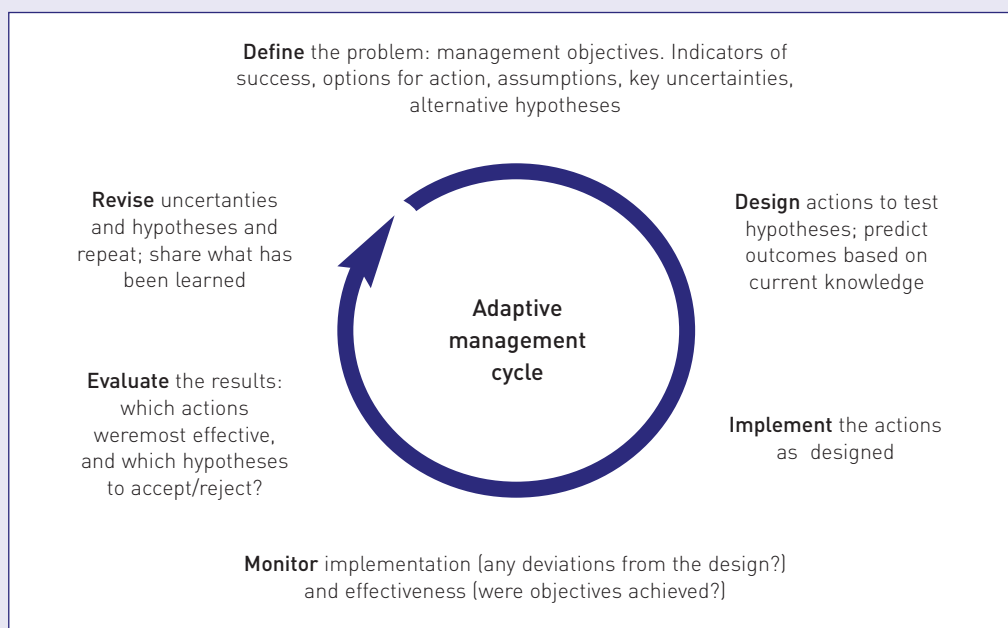 Define the problem: management objectives. Indicators of
success, options for action, assumptions, key uncertainties,
alternative hypotheses
Design actions to test
hypotheses; predict
outcomes based on
current knowledge
Implement the actions
as designed
Monitor implementation (any deviations from the design?)
and effectiveness (were objectives achieved?)
Evaluate the results:
which actions
weremost effective,
and which hypotheses
to accept/reject?
Revise uncertanties
and hypotheses and
repeat; share what has
been learned
Adaptive
management
cycle